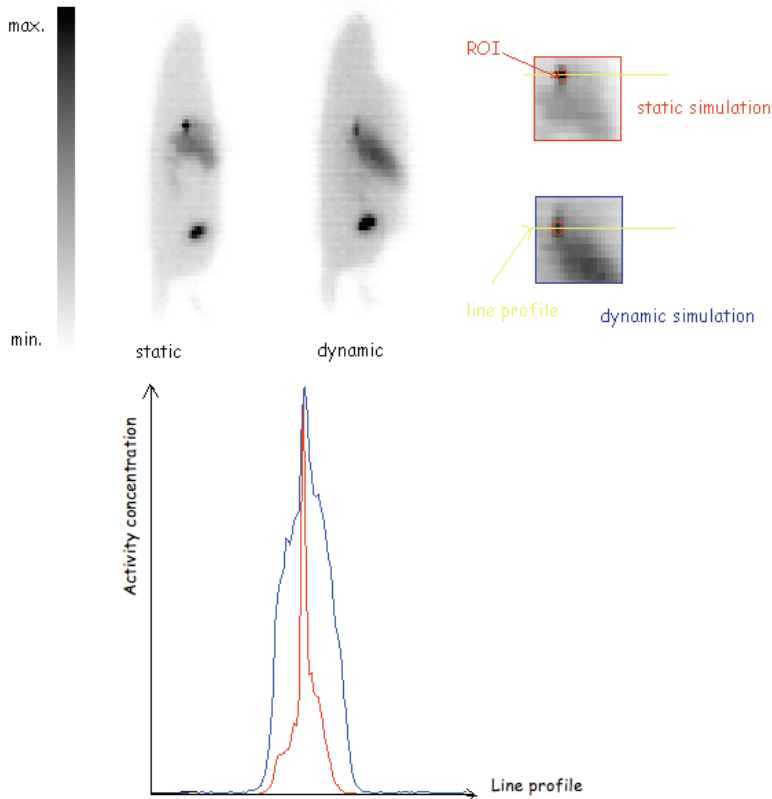 max.
ROI
static simulation
line profile
dynamic simulation
min.
static
dynamic
Activity concentration
Line profile